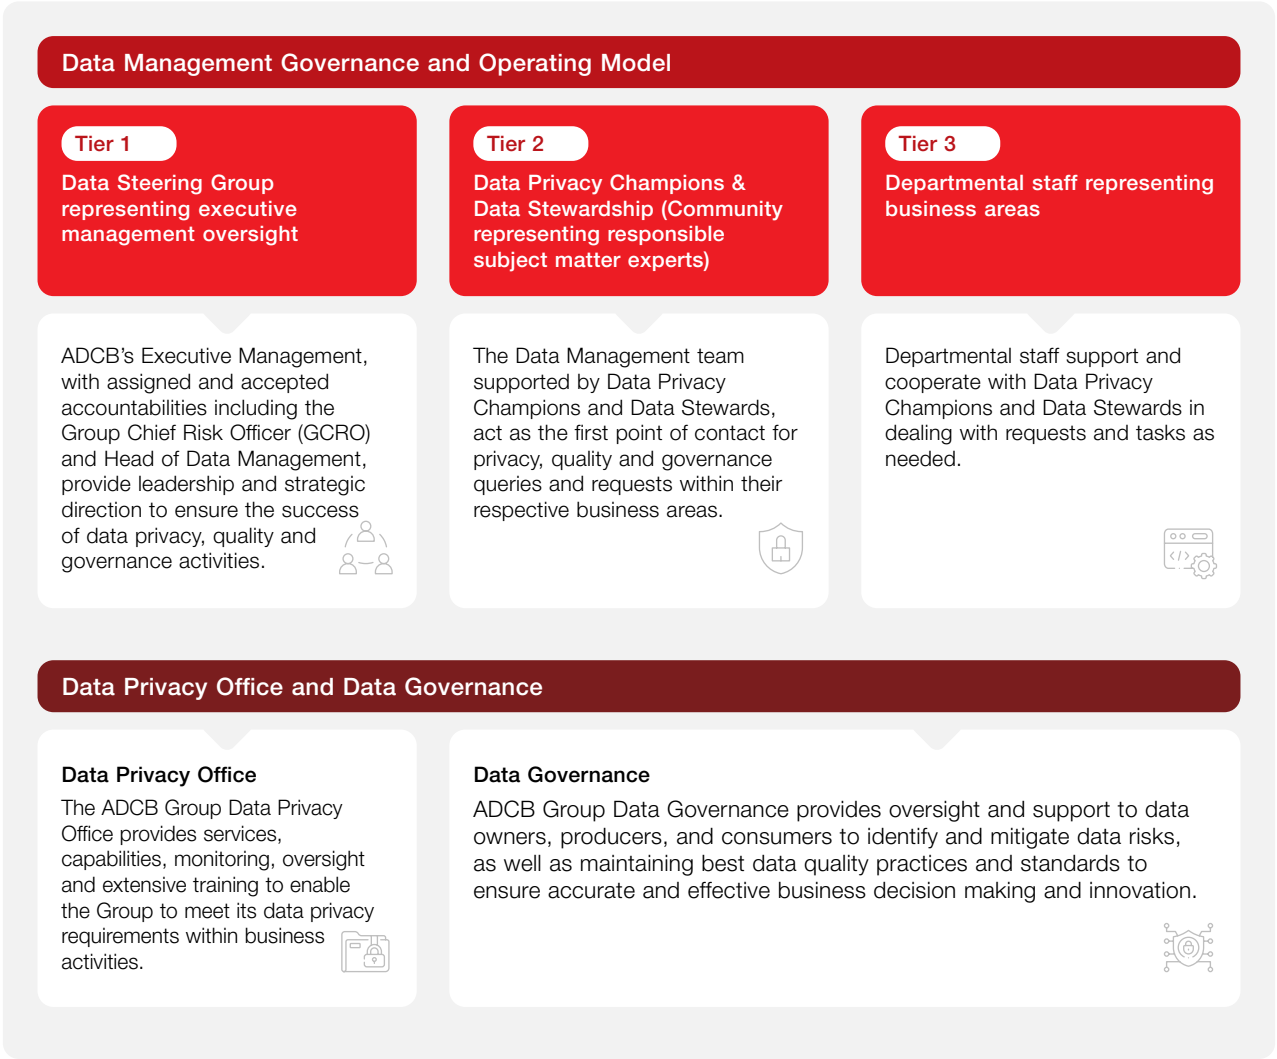 Data Management Governance and Operating Model
Tier 1
Data Steering Group
representing executive
management oversight
ADCB’s Executive Management,
with assigned and accepted
accountabilities including the
Group Chief Risk Officer (GCRO)
and Head of Data Management,
provide leadership and strategic
direction to ensure the success
of data privacy, quality and
governance activities.
Tier 2
Data Privacy Champions &
Data Stewardship (Community
representing responsible
subject matter experts)
The Data Management team
supported by Data Privacy
Champions and Data Stewards,
act as the first point of contact for
privacy, quality and governance
queries and requests within their
respective business areas.
Tier 3
Departmental staff representing
business areas
Departmental staff support and
cooperate with Data Privacy
Champions and Data Stewards in
dealing with requests and tasks as
needed.
Data Privacy Office and Data Governance
Data Privacy Office
The ADCB Group Data Privacy
Office provides services,
capabilities, monitoring, oversight
and extensive training to enable
the Group to meet its data privacy
requirements within business
activities.
Data Governance
ADCB Group Data Governance provides oversight and support to data
owners, producers, and consumers to identify and mitigate data risks,
as well as maintaining best data quality practices and standards to
ensure accurate and effective business decision making and innovation.